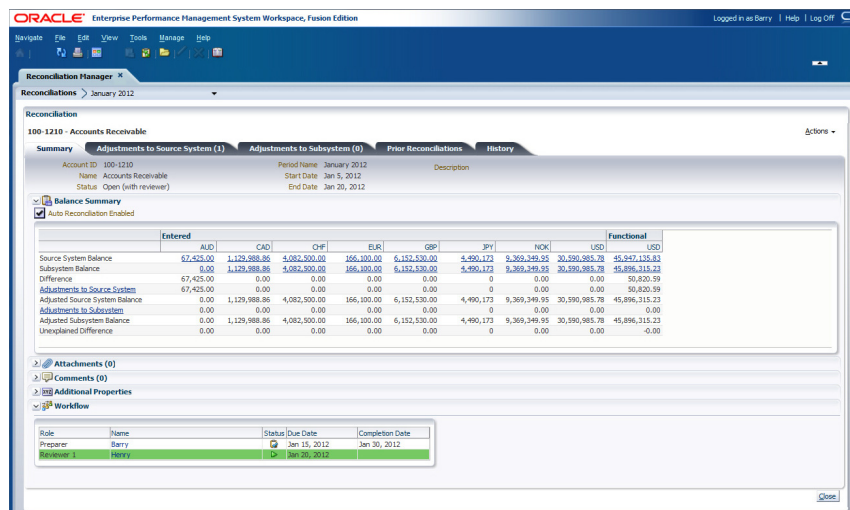 ORACLE® Enterprise Performance Management System Workspace, Fusion Edition Logged in as Barry | Help | Log Off
Navigate File Edit View Tools Manage Help
Reconciliation Manager ×
Reconciliations January 2012
Reconciliation
100-1210 - Accounts Receivable Actions
Summary Adjustments to Source System (1) Adjustments to Subsystem (0) Prior Reconciliations History
Account ID 100-1210 Period Name January 2012 Description
Name Accounts Receivable Start Date Jan 5, 2012
Status Open (with reviewer) End Date Jan 20, 2012
Balance Summary
Auto Reconciliation Enabled
Entered Functional
AUD CAD CHF EUR GBP JPY NOK USD USD
Source System Balance 67,425.00 1,129,988.86 4,082,500.00 166,100.00 6,152,530.00 4,490,173 9,369,349.95 30,590,985.78 45,947,135.83
Subsystem Balance 0.00 1,129,988.86 4,082,500.00 166,100.00 6,152,530.00 4,490,173 9,369,349.95 30,590,985.78 45,896,315.23
Difference 67,425.00 0.00 0.00 0.00 0.00 0 0.00 0.00 50,820.59
Adjustments to Source System 67,425.00 0.00 0.00 0.00 0.00 0 0.00 0.00 50,820.59
Adjusted Source System Balance 0.00 1,129,988.86 4,082,500.00 166,100.00 6,152,530.00 4,490,173 9,369,349.95 30,590,985.78 45,896,315.23
Adjustments to Subsystem 0.00 0.00 0.00 0.00 0.00 0 0.00 0.00 0.00
Adjusted Subsystem Balance 0.00 1,129,988.86 4,082,500.00 166,100.00 6,152,530.00 4,490,173 9,369,349.95 30,590,985.78 45,896,315.23
Unexplained Difference 0.00 0.00 0.00 0.00 0.00 0 0.00 0.00 -0.00
Attachments (0)
Comments (0)
XYZ Additional Properties
Workflow
Role Name Status Due Date Completion Date
Preparer Barry Jan 15, 2012 Jan 30, 2012
Reviewer 1 Henry Jan 20, 2012
Close